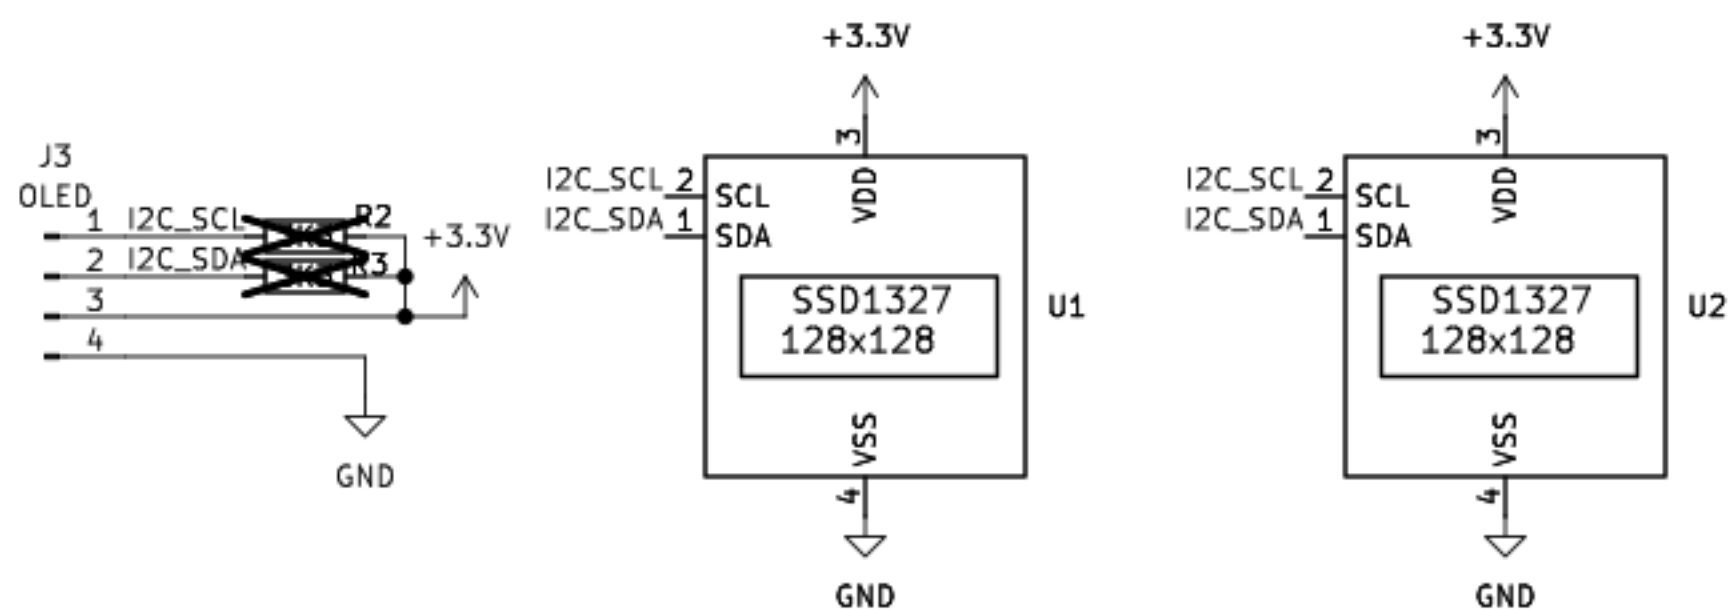 J3
OLED
1
I2C_SCL
R2
2
I2C_SDA
R3
3
4
+3.3V
GND
+3.3V
3
I2C_SCL 2
SCL
VDD
I2C_SDA 1
SDA
SSD1327
128x128
U1
VSS
4
GND
+3.3V
3
I2C_SCL 2
SCL
VDD
I2C_SDA 1
SDA
SSD1327
128x128
U2
VSS
4
GND